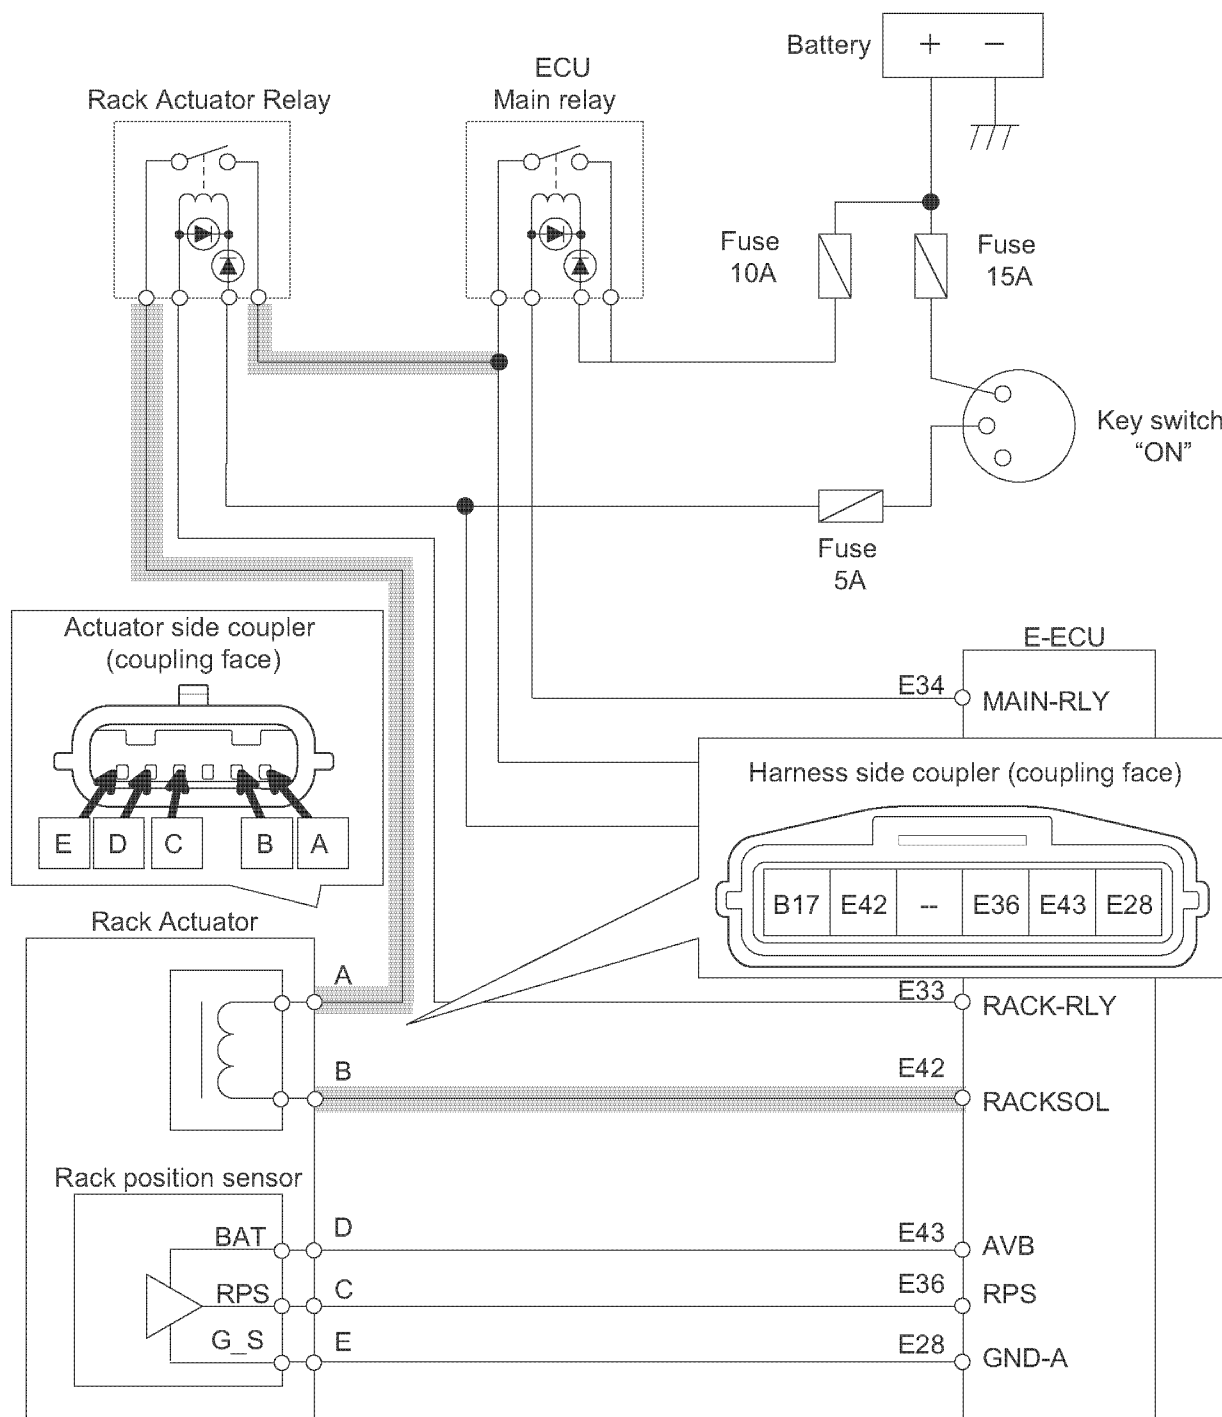 Battery
+ −
ECU
Rack Actuator Relay
Main relay
Fuse
10A
Fuse
15A
Key switch
“ON”
Fuse
5A
Actuator side coupler
(coupling face)
E D C B A
E-ECU
E34
MAIN-RLY
Harness side coupler (coupling face)
B17 E42 -- E36 E43 E28
Rack Actuator
A
E33
RACK-RLY
B
E42
RACKSOL
Rack position sensor
BAT
D
E43
AVB
RPS
C
E36
RPS
G_S
E
E28
GND-A